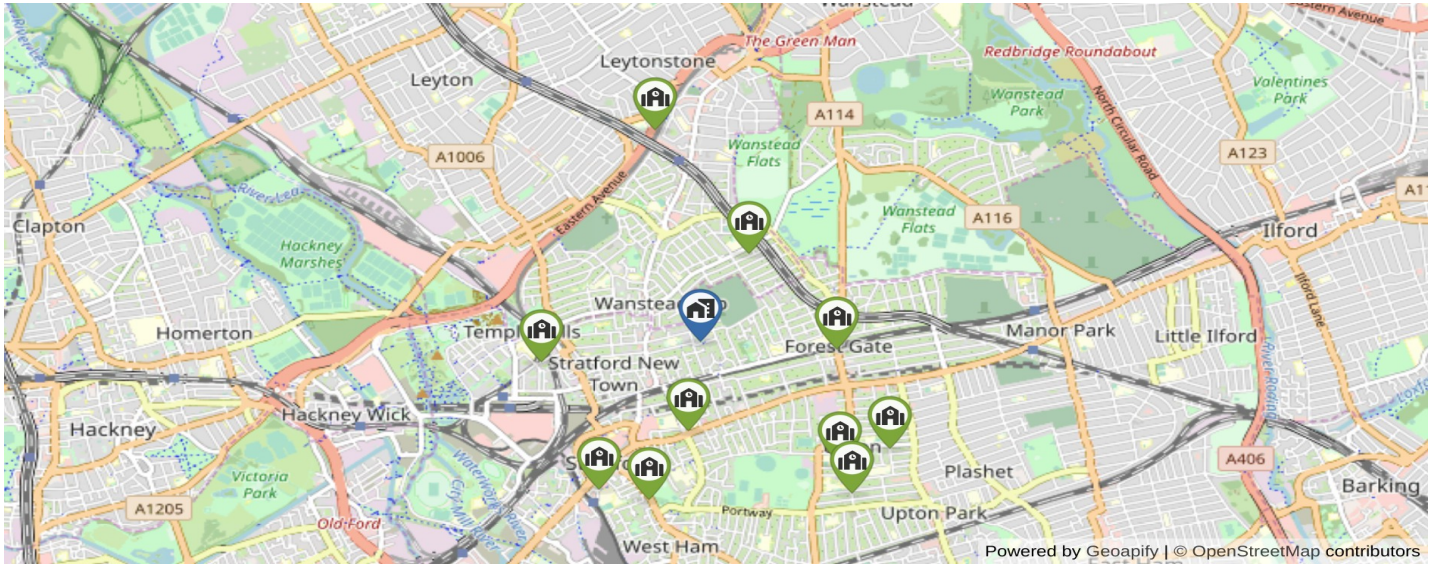 Wanstead
Eastern Avenue
The Green Man
Redbridge Roundabout
Leytonstone
Leyton
Valentines
Park
Wanstead
Park
North Circular Road
A114
A123
A1006
Wanstead
Flats
River Lea
Eastern Avenue
A116
Wanstead
Flats
Clapton
Ilford
Hackney
Marshes
Ilford Lane
Homerton
Manor Park
Little Ilford
Forest Gate
Stratford New
Town
Hackney Wick
Hackney
Plashet
A406
Victoria
Park
Barking
A1205
Old Ford
Portway
Upton Park
West Ham
Powered by Geoapify | © OpenStreetMap contributors